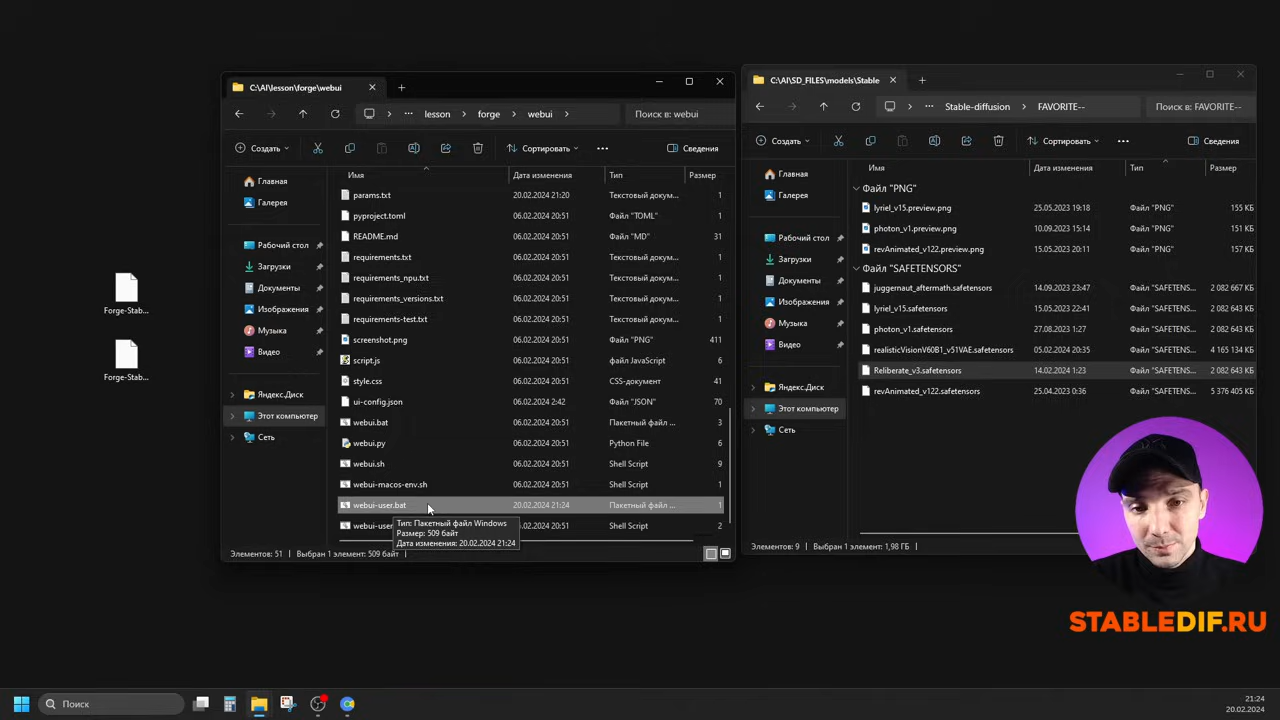 C:\AI\lesson\forge\webui
lesson
forge
webui
Поиск в: webui
Создать
Сортировать
Сведения
Имя
Дата изменения
Тип
Размер
Главная
Галерея
Рабочий стол
Загрузки
Документы
Изображения
Музыка
Видео
Яндекс.Диск
Этот компьютер
Сеть
params.txt 20.02.2024 21:20 Текстовый докум... 1
pyproject.toml 06.02.2024 20:51 Файл "TOML" 1
README.md 06.02.2024 20:51 Файл "MD" 31
requirements.txt 06.02.2024 20:51 Текстовый докум... 1
requirements_npu.txt 06.02.2024 20:51 Текстовый докум... 1
requirements_versions.txt 06.02.2024 20:51 Текстовый докум... 1
requirements-test.txt 06.02.2024 20:51 Текстовый докум... 1
screenshot.png 06.02.2024 20:51 Файл "PNG" 411
script.js 06.02.2024 20:51 файл JavaScript 6
style.css 06.02.2024 20:51 CSS-документ 41
ui-config.json 06.02.2024 2:42 Файл "JSON" 70
webui.bat 06.02.2024 20:51 Пакетный файл ... 3
webui.py 06.02.2024 20:51 Python File 6
webui.sh 06.02.2024 20:51 Shell Script 9
webui-macos-env.sh 06.02.2024 20:51 Shell Script 1
webui-user.bat 20.02.2024 21:24 Пакетный файл ... 1
webui-user 06.02.2024 20:51 Shell Script 2
Тип: Пакетный файл Windows
Размер: 509 байт
Дата изменения: 20.02.2024 21:24
Элементов: 51 Выбран 1 элемент: 509 байт
C:\AI\SD_FILES\models\Stable
Stable-diffusion
FAVORITE--
Поиск в: FAVORITE--
Создать
Сортировать
Сведения
Имя
Дата изменения
Тип
Размер
Главная
Галерея
Рабочий стол
Загрузки
Документы
Изображения
Музыка
Видео
Яндекс.Диск
Этот компьютер
Сеть
Файл "PNG"
lyriel_v15.preview.png 25.05.2023 19:18 Файл "PNG" 155 КБ
photon_v1.preview.png 10.09.2023 15:14 Файл "PNG" 151 КБ
revAnimated_v122.preview.png 15.05.2023 20:11 Файл "PNG" 157 КБ
Файл "SAFETENSORS"
juggernaut_aftermath.safetensors 14.09.2023 23:47 Файл "SAFETENS... 2 082 667 КБ
lyriel_v15.safetensors 15.05.2023 22:41 Файл "SAFETENS... 2 082 643 КБ
photon_v1.safetensors 27.08.2023 1:27 Файл "SAFETENS... 2 082 643 КБ
realisticVisionV60B1_v51VAE.safetensors 05.02.2024 20:35 Файл "SAFETENS... 4 165 134 КБ
Reliberate_v3.safetensors 14.02.2024 1:23 Файл "SAFETENS... 2 082 643 КБ
revAnimated_v122.safetensors 25.04.2023 0:36 Файл "SAFETENS... 5 376 405 КБ
Элементов: 9 Выбран 1 элемент: 1,98 ГБ
Forge-Stab...
Forge-Stab...
STABLEDIF.RU
Поиск
21:24
20.02.2024